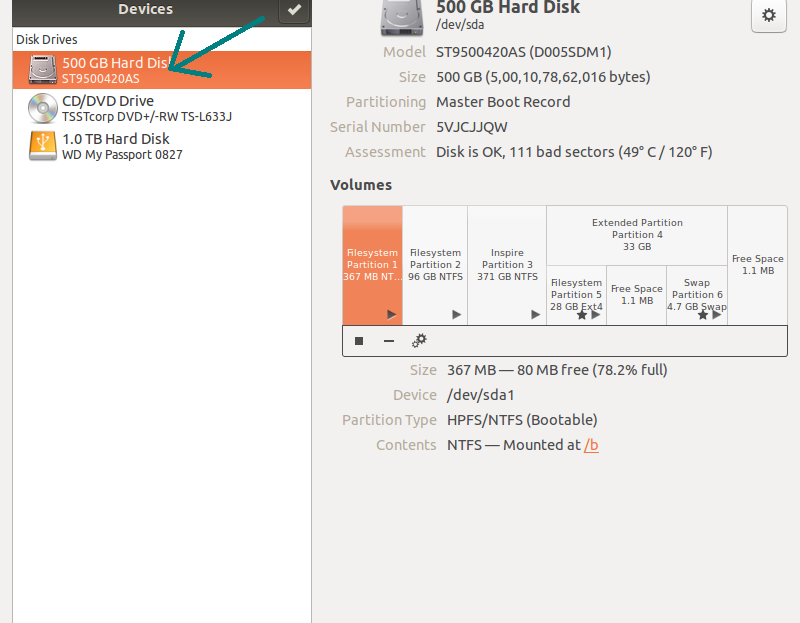 Devices
Disk Drives
500 GB Hard Dis
ST9500420AS
CD/DVD Drive
TSSTcorp DVD+/-RW TS-L633J
1.0 TB Hard Disk
WD My Passport 0827
500 GB Hard Disk
/dev/sda
Model ST9500420AS (D005SDM1)
Size 500 GB (5,00,10,78,62,016 bytes)
Partitioning Master Boot Record
Serial Number 5VJCJJQW
Assessment Disk is OK, 111 bad sectors (49° C / 120° F)
Volumes
Filesystem
Partition 1
367 MB NT...
Filesystem
Partition 2
96 GB NTFS
Inspire
Partition 3
371 GB NTFS
Extended Partition
Partition 4
33 GB
Filesystem
Partition 5
28 GB Ext4
Free Space
1.1 MB
Swap
Partition 6
4.7 GB Swap
Free Space
1.1 MB
Size 367 MB — 80 MB free (78.2% full)
Device /dev/sda1
Partition Type HPFS/NTFS (Bootable)
Contents NTFS — Mounted at /b